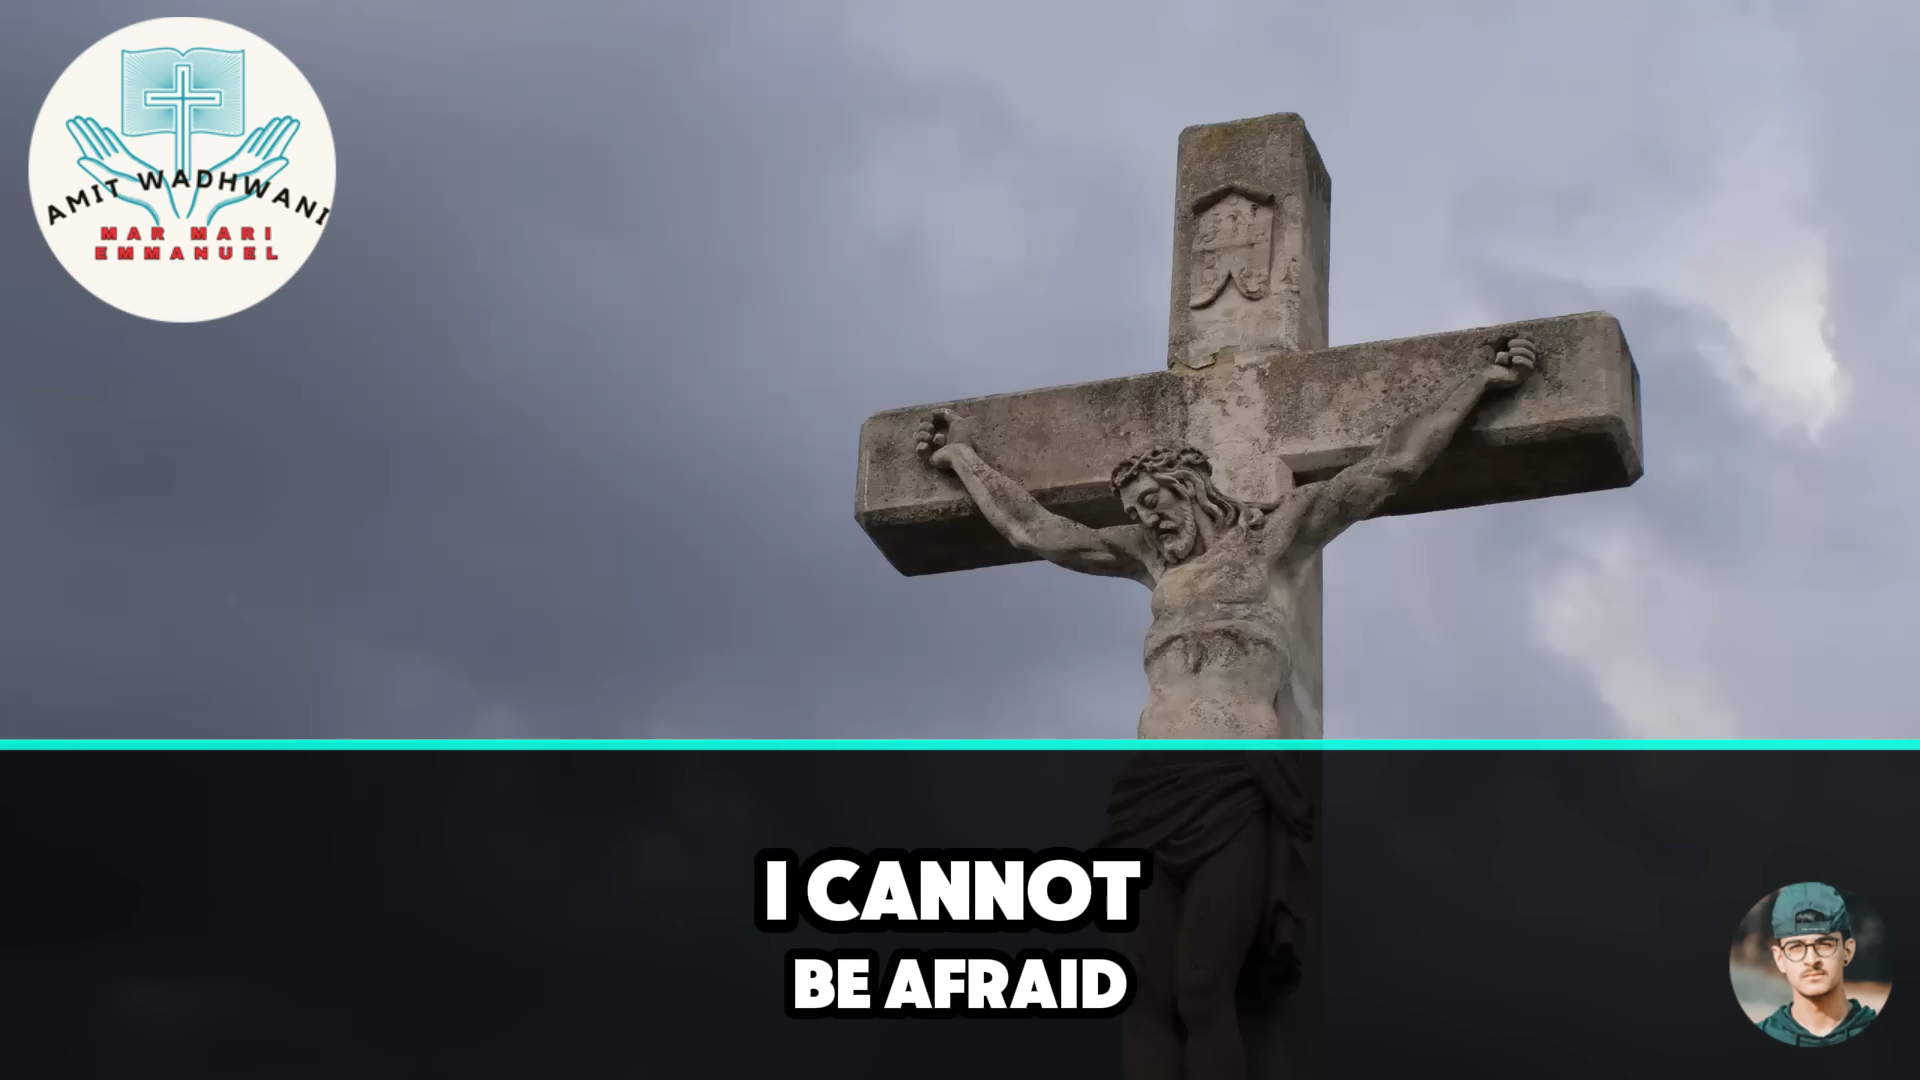 AMIT WADHWANI
MAR MARI
EMMANUEL
I CANNOT
BE AFRAID